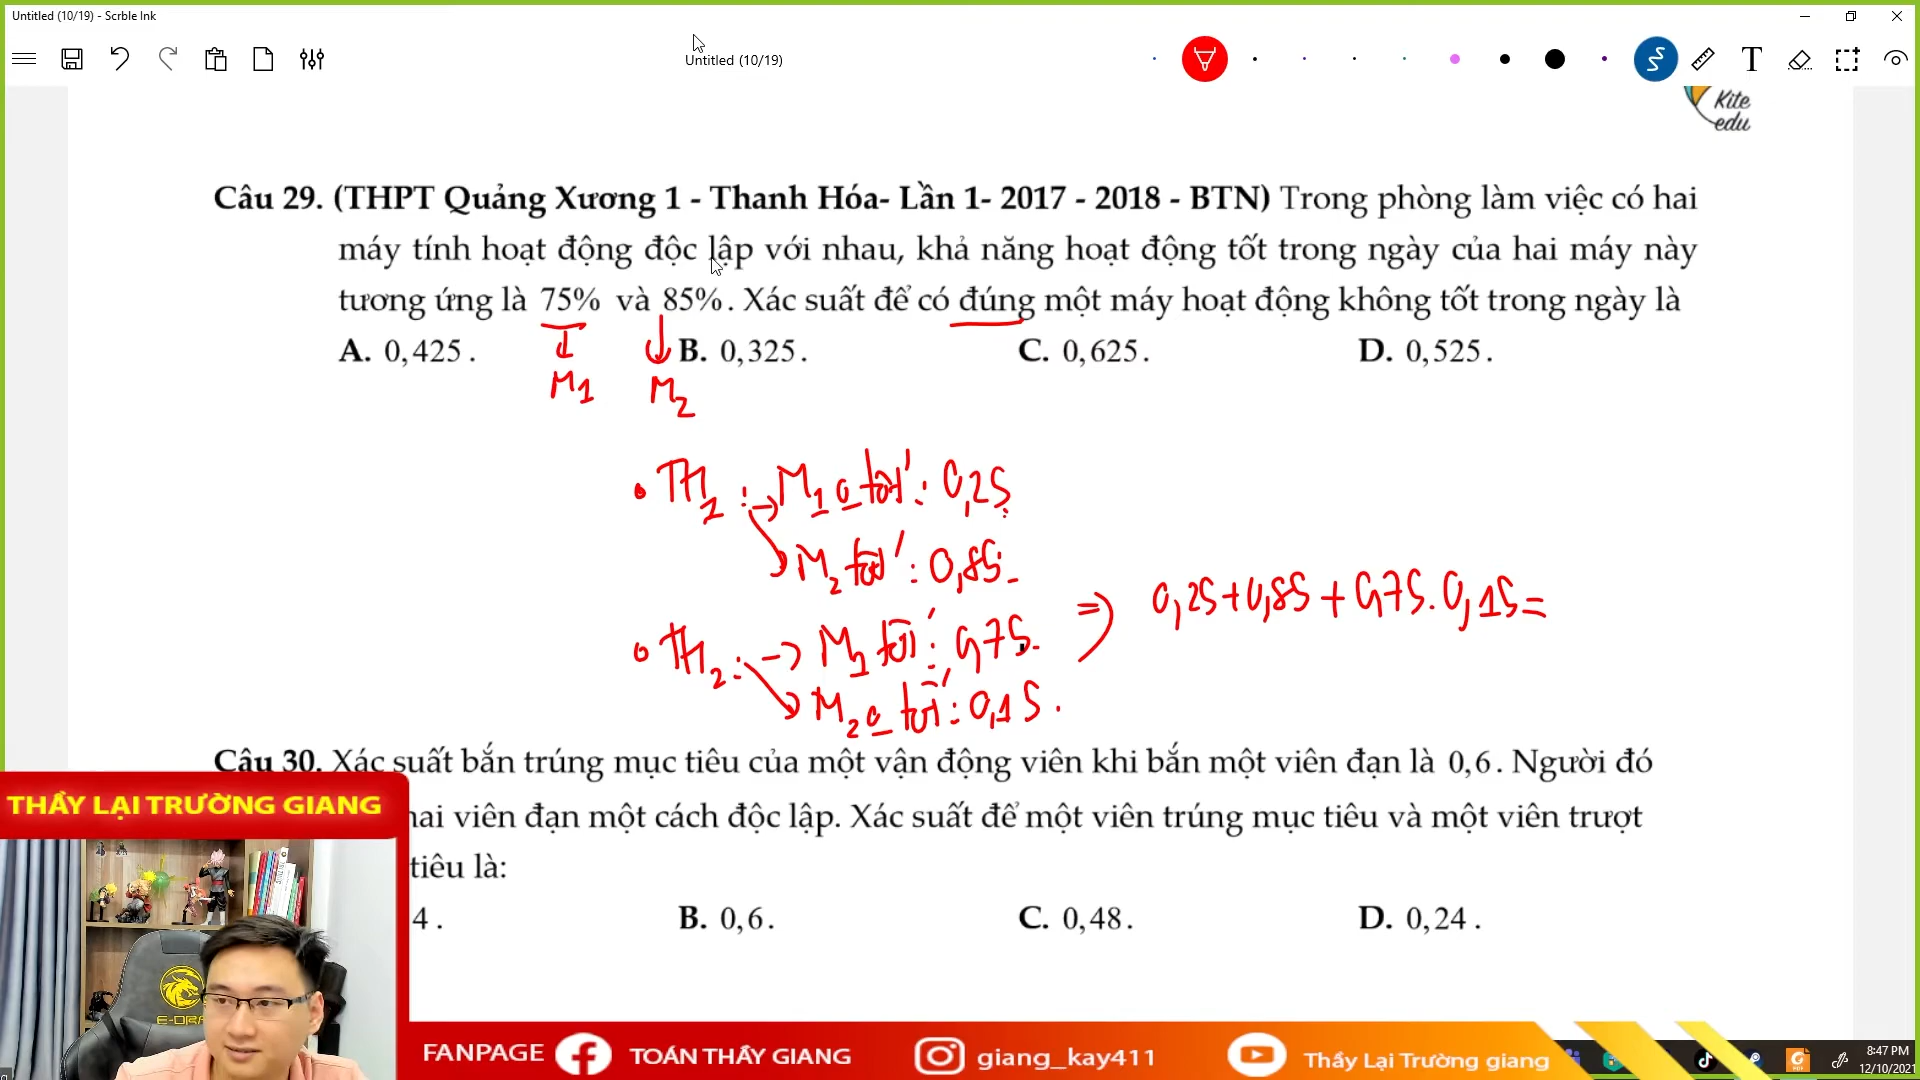 Untitled (10/19) - Scrble Ink
Untitled (10/19)
T
Kite
edu
Câu 29. (THPT Quảng Xương 1 - Thanh Hóa- Lần 1- 2017 - 2018 - BTN) Trong phòng làm việc có hai
máy tính hoạt động độc lập với nhau, khả năng hoạt động tốt trong ngày của hai máy này
tương ứng là 75% và 85%. Xác suất để có đúng một máy hoạt động không tốt trong ngày là
A. 0,425. B. 0,325. C. 0,625. D. 0,525.
M1 M2
• TH1: → M1 o tốt: 0,25
M2 tốt: 0,85.
• TH2: → M1 tốt: 0,75.
M2 o tốt: 0,15.
⇒ 0,25+0,85 + 0,75.0,15=
Câu 30. Xác suất bắn trúng mục tiêu của một vận động viên khi bắn một viên đạn là 0,6. Người đó
hai viên đạn một cách độc lập. Xác suất để một viên trúng mục tiêu và một viên trượt
tiêu là:
4. B. 0,6. C. 0,48. D. 0,24.
THẦY LẠI TRƯỜNG GIANG
FANPAGE TOÁN THẦY GIANG giang_kay411 Thầy Lại Trường giang
8:47 PM
12/10/2021